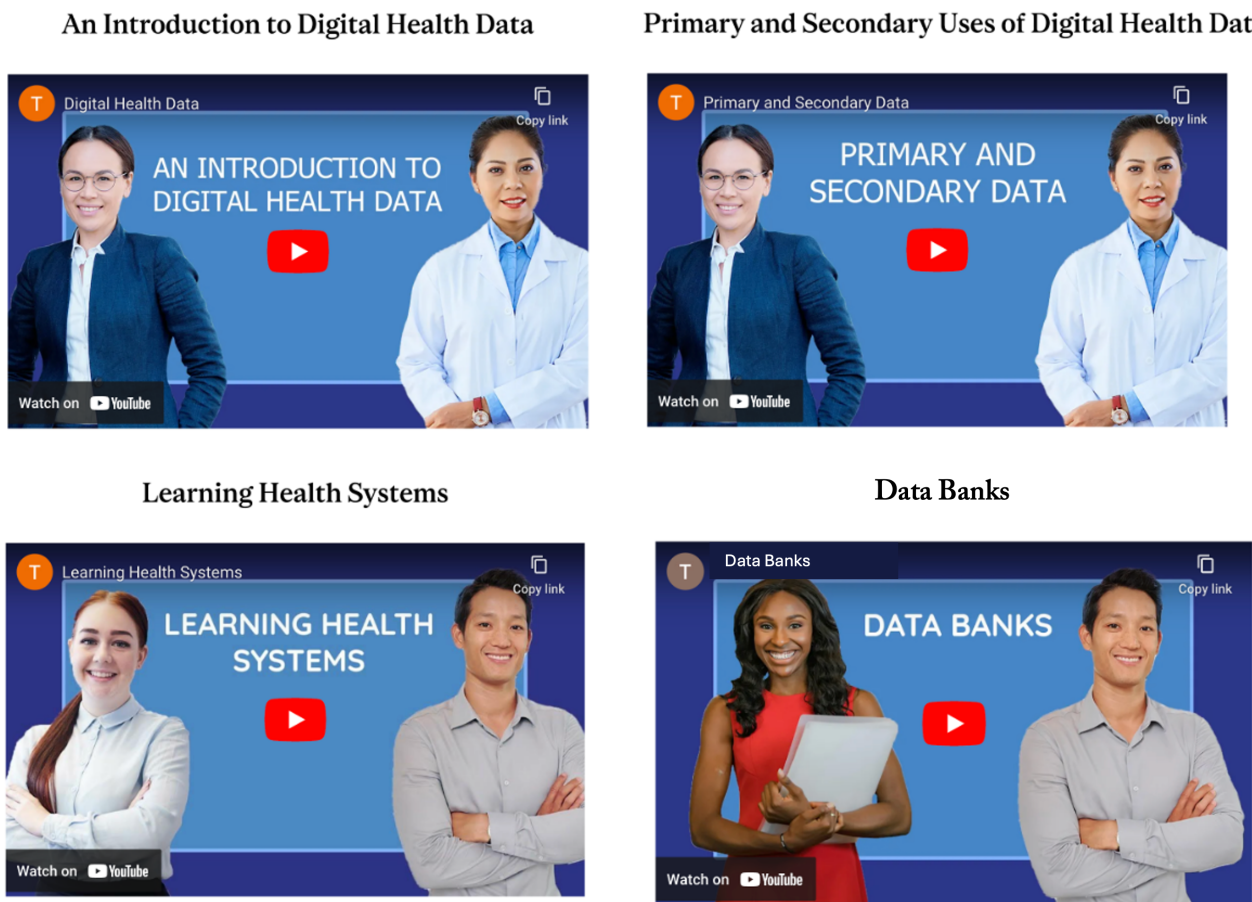 An Introduction to Digital Health Data
Primary and Secondary Uses of Digital Health Dat
T
Digital Health Data
Copy link
AN INTRODUCTION TO
DIGITAL HEALTH DATA
Watch on YouTube
T
Primary and Secondary Data
Copy link
PRIMARY AND
SECONDARY DATA
Watch on YouTube
Learning Health Systems
Data Banks
T
Learning Health Systems
Copy link
LEARNING HEALTH
SYSTEMS
Watch on YouTube
T
Data Banks
Copy link
DATA BANKS
Watch on YouTube